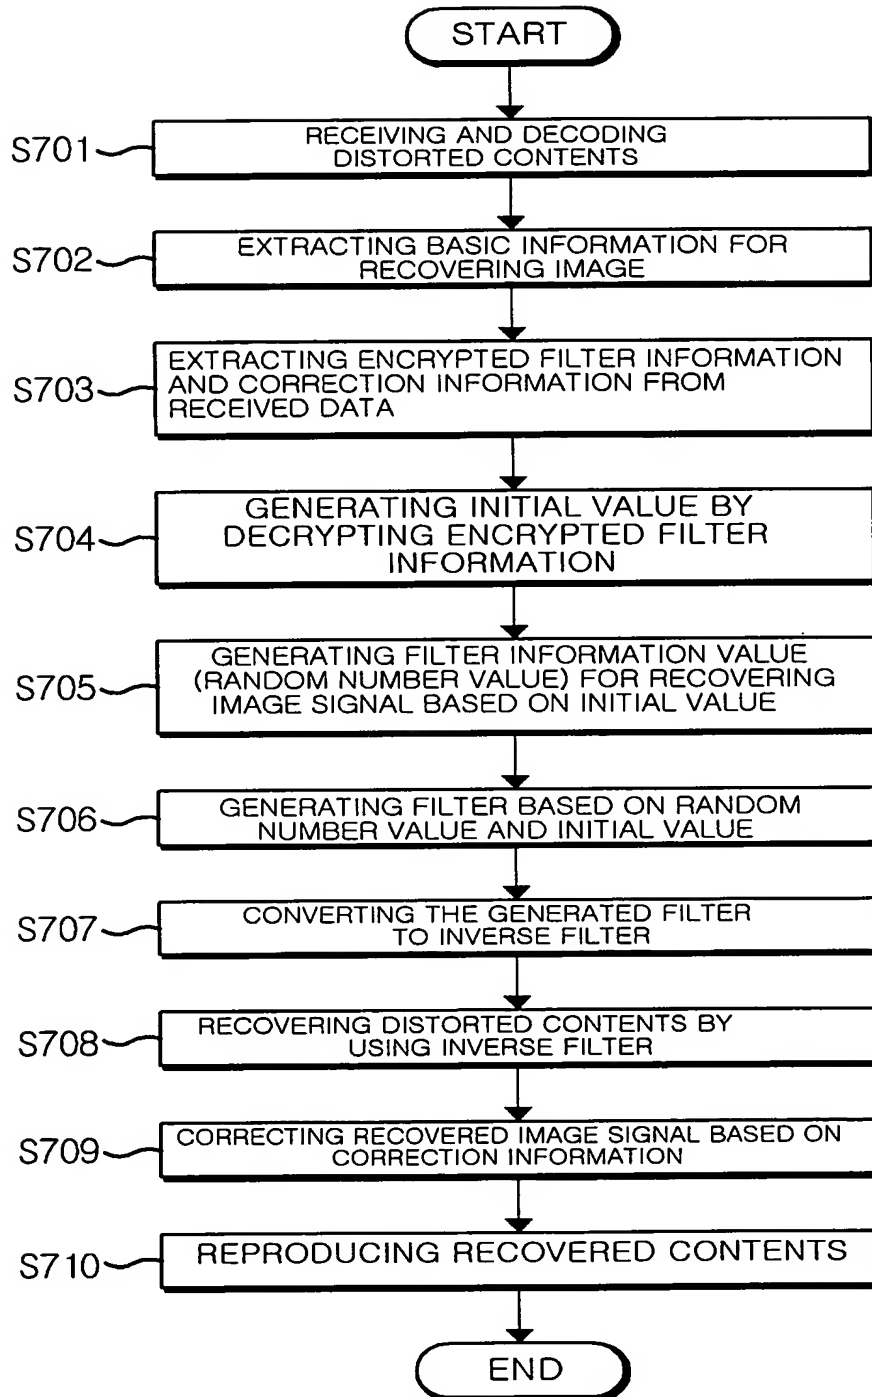 START
S701
RECEIVING AND DECODING
DISTORTED CONTENTS
S702
EXTRACTING BASIC INFORMATION FOR
RECOVERING IMAGE
S703
EXTRACTING ENCRYPTED FILTER INFORMATION
AND CORRECTION INFORMATION FROM
RECEIVED DATA
S704
GENERATING INITIAL VALUE BY
DECRYPTING ENCRYPTED FILTER
INFORMATION
S705
GENERATING FILTER INFORMATION VALUE
(RANDOM NUMBER VALUE) FOR RECOVERING
IMAGE SIGNAL BASED ON INITIAL VALUE
S706
GENERATING FILTER BASED ON RANDOM
NUMBER VALUE AND INITIAL VALUE
S707
CONVERTING THE GENERATED FILTER
TO INVERSE FILTER
S708
RECOVERING DISTORTED CONTENTS BY
USING INVERSE FILTER
S709
CORRECTING RECOVERED IMAGE SIGNAL BASED ON
CORRECTION INFORMATION
S710
REPRODUCING RECOVERED CONTENTS
END